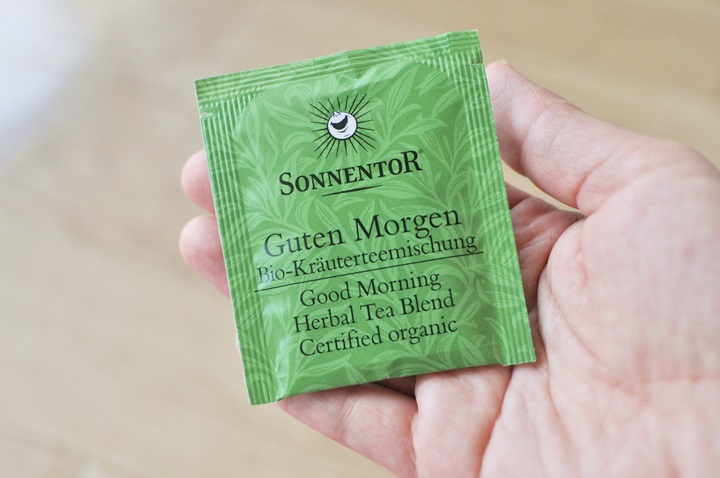 SONNENTOR®
Guten Morgen
Bio-Kräuterteemischung
Good Morning
Herbal Tea Blend
Certified organic